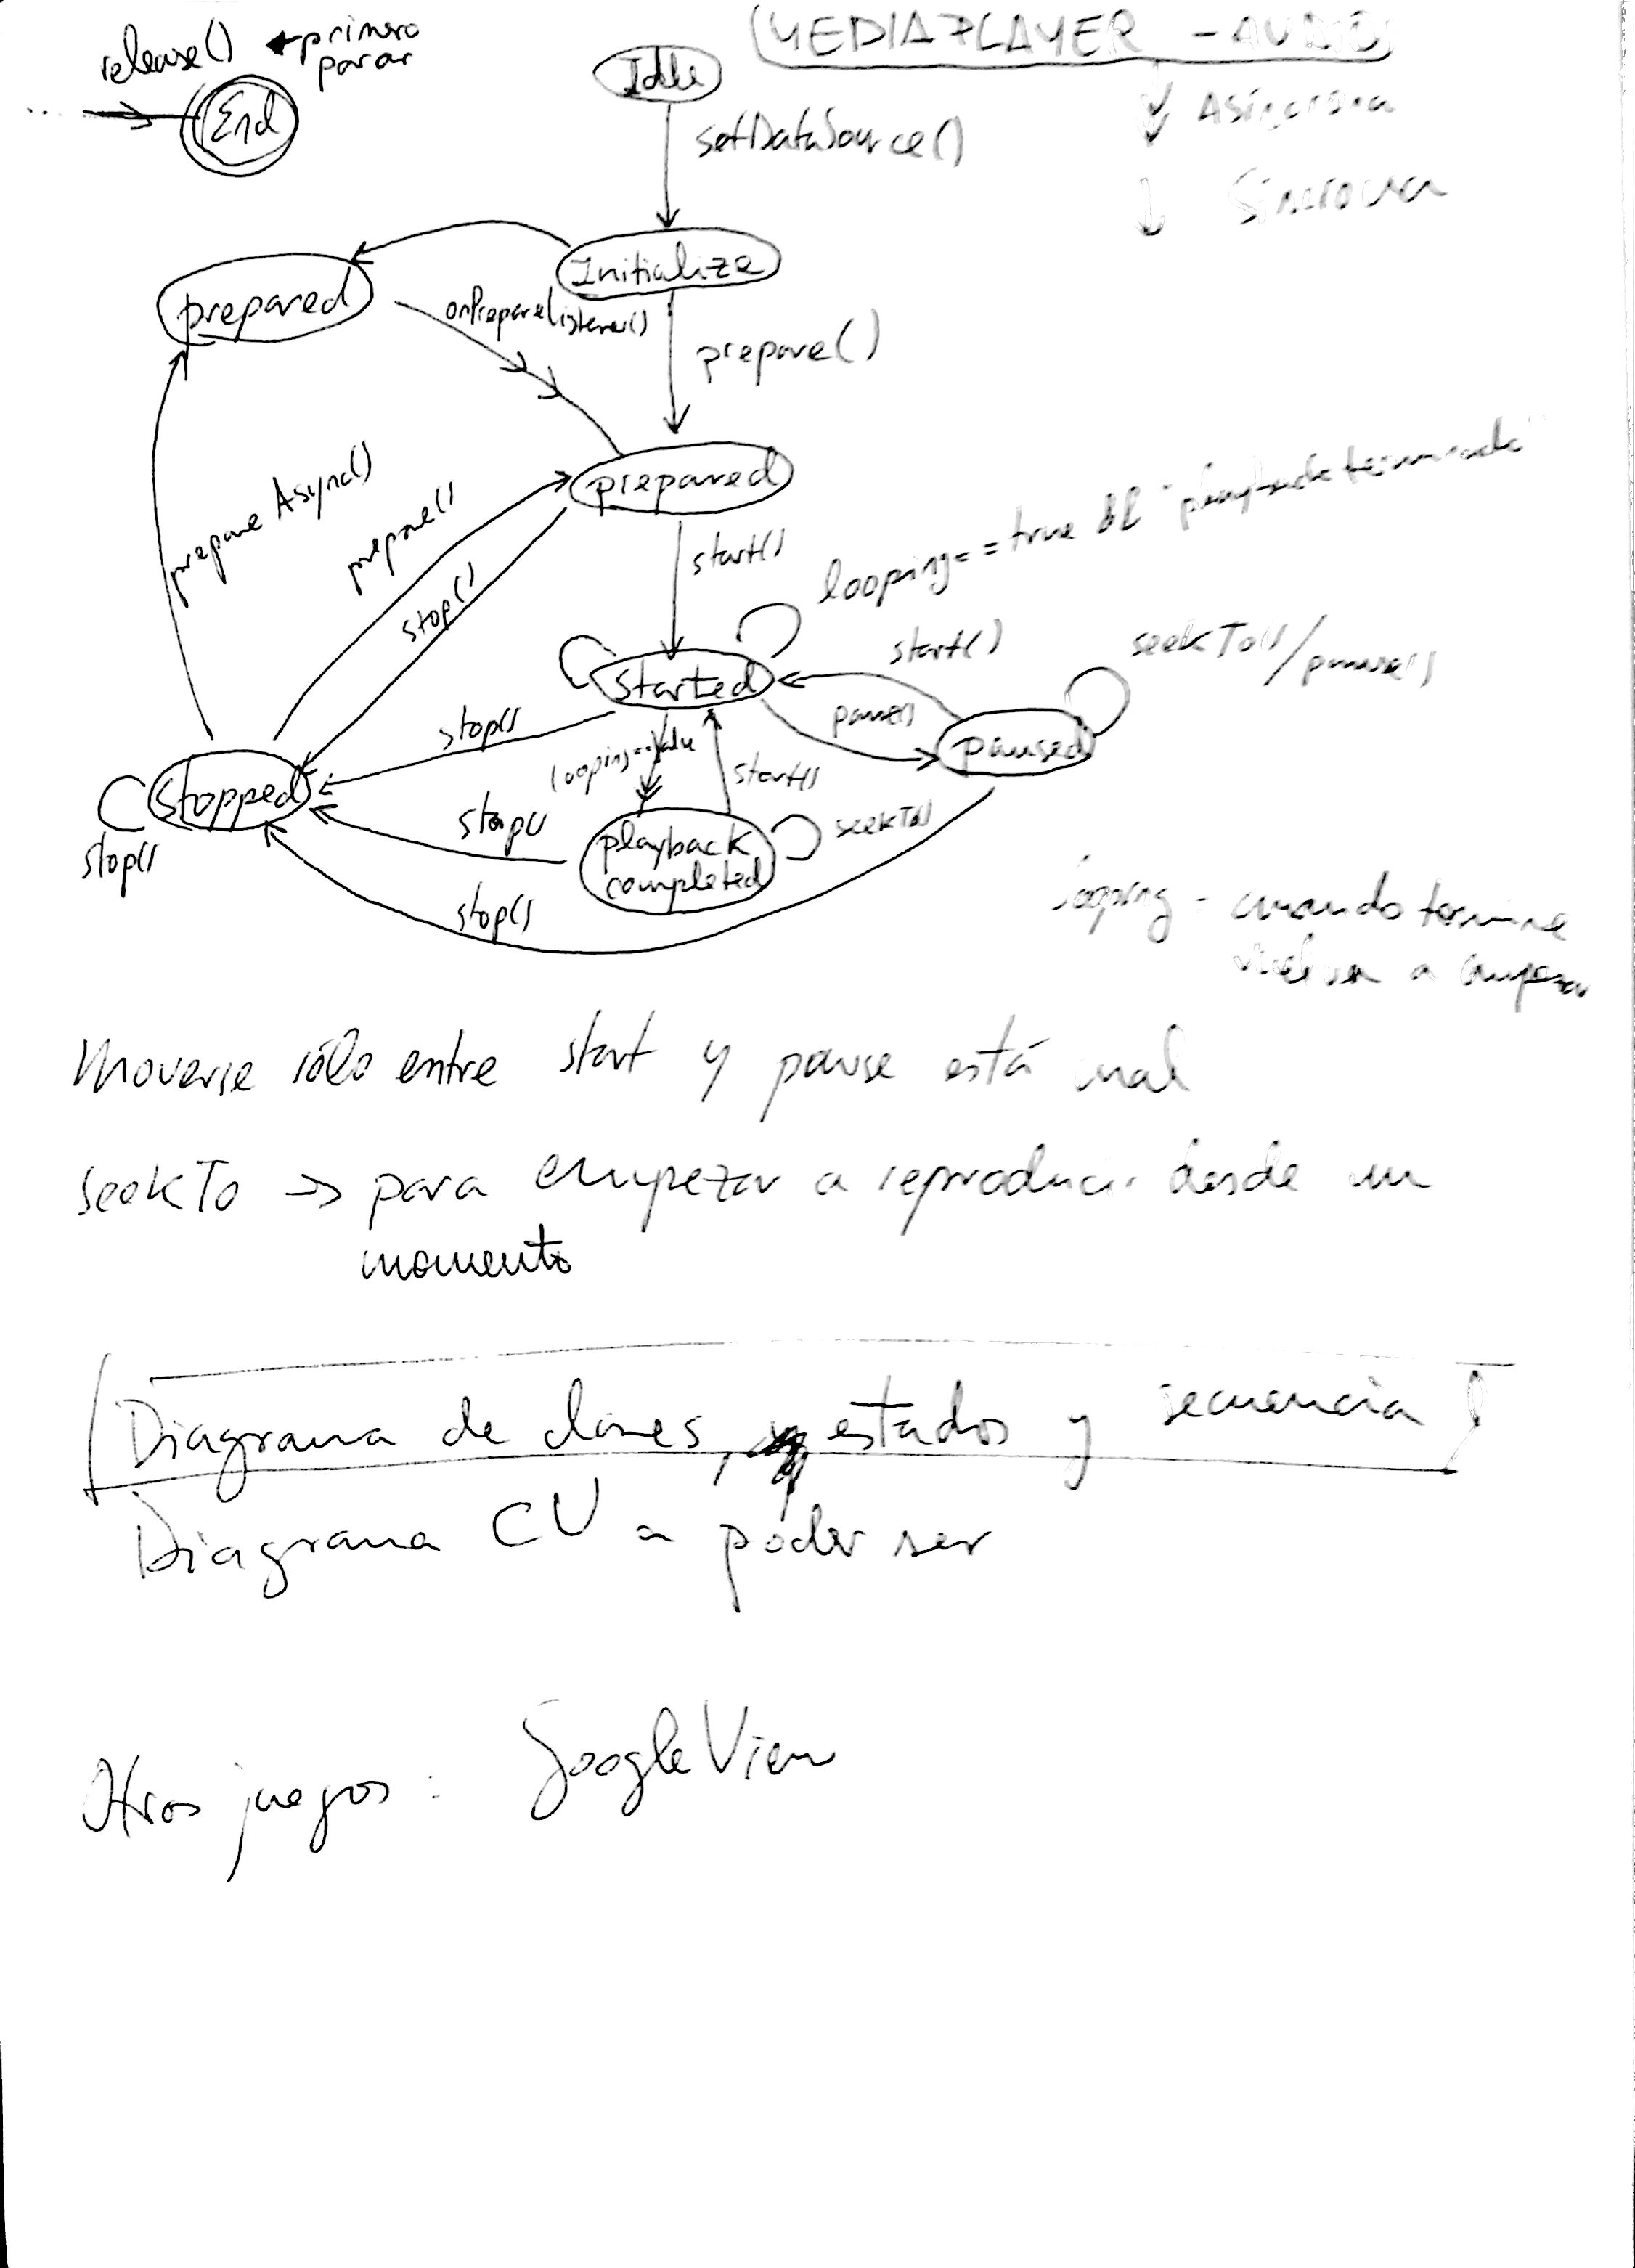 release() ← primero
parar
End
MEDIAPLAYER - AUDIO
Asíncrona
Síncrona
Idle
setDataSource()
Initialize
prepared
onPrepareListener()
prepare()
prepared
prepareAsync()
prepare()
stop()
start()
looping == true && "playback terminado"
started
start()
seekTo()/pause()
pause()
paused
stop()
looping==false
start()
stopped
stop()
stop()
playback
completed
seekTo()
stop()
looping = cuando termine
vuelva a empezar
Moverse sólo entre start y pause está mal
seekTo → para empezar a reproducir desde un
momento
Diagrama de clases, estados y secuencia
Diagrama CU a poder ser
Otros juegos: GoogleView